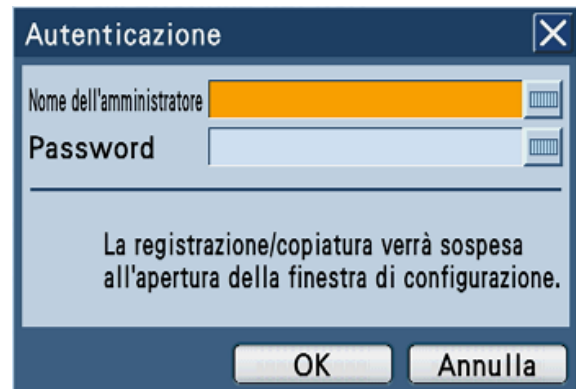 Autenticazione
Nome dell'amministratore
Password
La registrazione/copiatura verrà sospesa
all'apertura della finestra di configurazione.
OK
Annulla